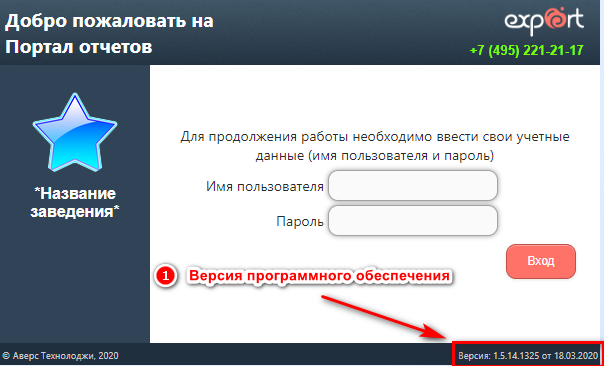 Добро пожаловать на
Портал отчетов
expert
+7 (495) 221-21-17
*Название
заведения*
Для продолжения работы необходимо ввести свои учетные
данные (имя пользователя и пароль)
Имя пользователя
Пароль
Вход
1 Версия программного обеспечения
© Аверс Технолоджи, 2020
Версия: 1.5.14.1325 от 18.03.2020